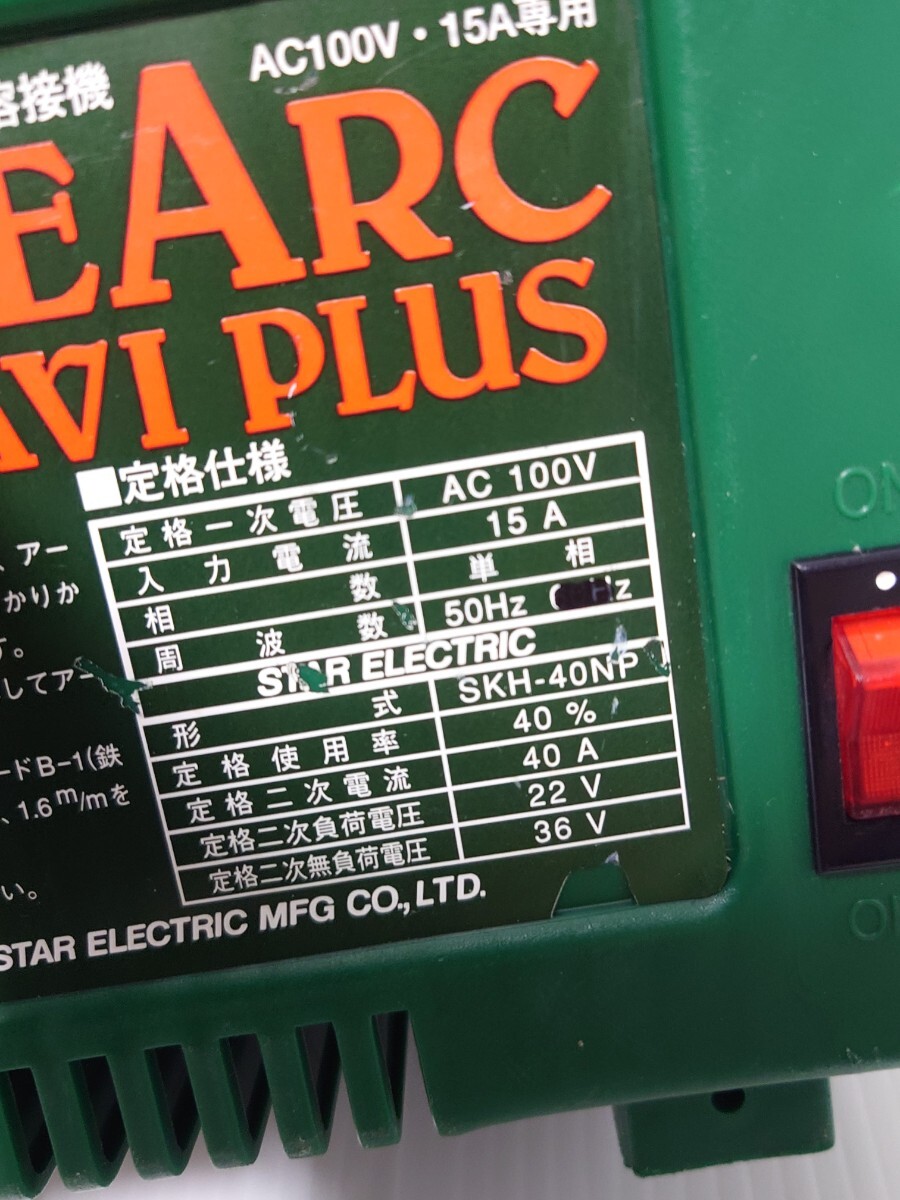 溶接機
AC100V・15A専用
EARC
AVI PLUS
■定格仕様
定格一次電圧 AC 100V
入力電流 15 A
相数 単相
周波数 50Hz Hz
STAR ELECTRIC
形式 SKH-40NP
定格使用率 40 %
定格二次電流 40 A
定格二次負荷電圧 22 V
定格二次無負荷電圧 36 V
STAR ELECTRIC MFG CO., LTD.
、アー
かりか
す。
してアー
ードB-1(鉄
、1.6m/mを
い。
ON